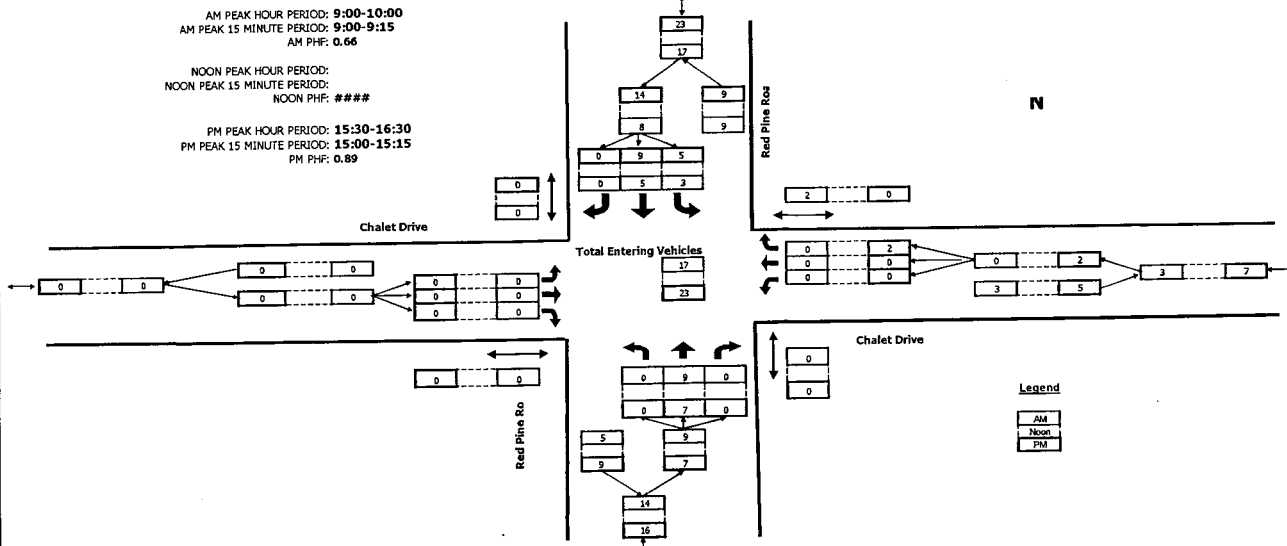 AM PEAK HOUR PERIOD: 9:00-10:00
AM PEAK 15 MINUTE PERIOD: 9:00-9:15
AM PHF: 0.66
NOON PEAK HOUR PERIOD:
NOON PEAK 15 MINUTE PERIOD:
NOON PHF: ####
PM PEAK HOUR PERIOD: 15:30-16:30
PM PEAK 15 MINUTE PERIOD: 15:00-15:15
PM PHF: 0.89
23
17
14
8
9
9
0 9 5
0 5 3
Red Pine Roa
N
0
0
2 0
Chalet Drive
Total Entering Vehicles
17
23
0 0
0 0
0 0
0 0
0 0
0 0
0 2
0 0
0 0
0 2
3 5
3 7
Chalet Drive
0 0
0
0
0 9 0
0 7 0
5
9
9
7
14
16
Red Pine Ro
Legend
AM
Noon
PM